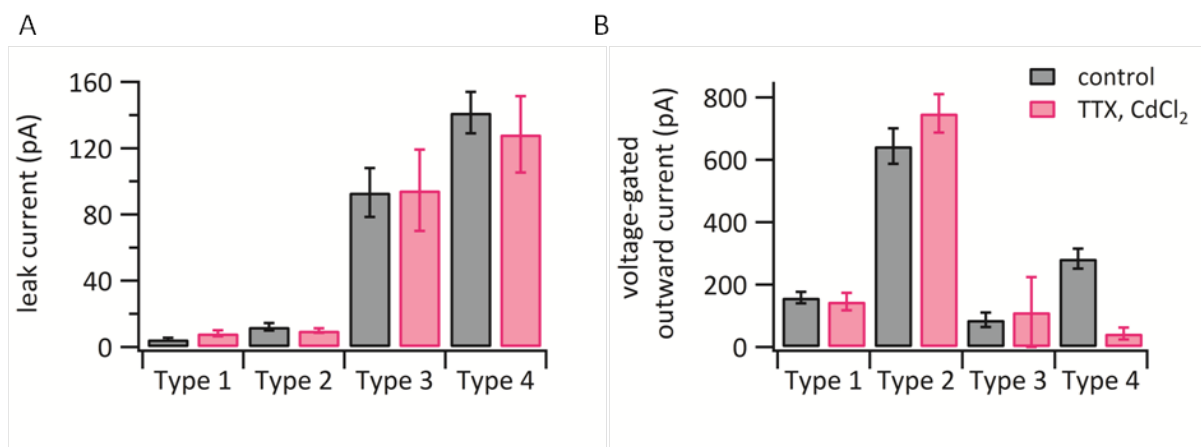 A
B
leak current (pA)
160
120
80
40
0
Type 1 Type 2 Type 3 Type 4
voltage-gated
outward current (pA)
800
600
400
200
0
control
TTX, CdCl₂
Type 1 Type 2 Type 3 Type 4